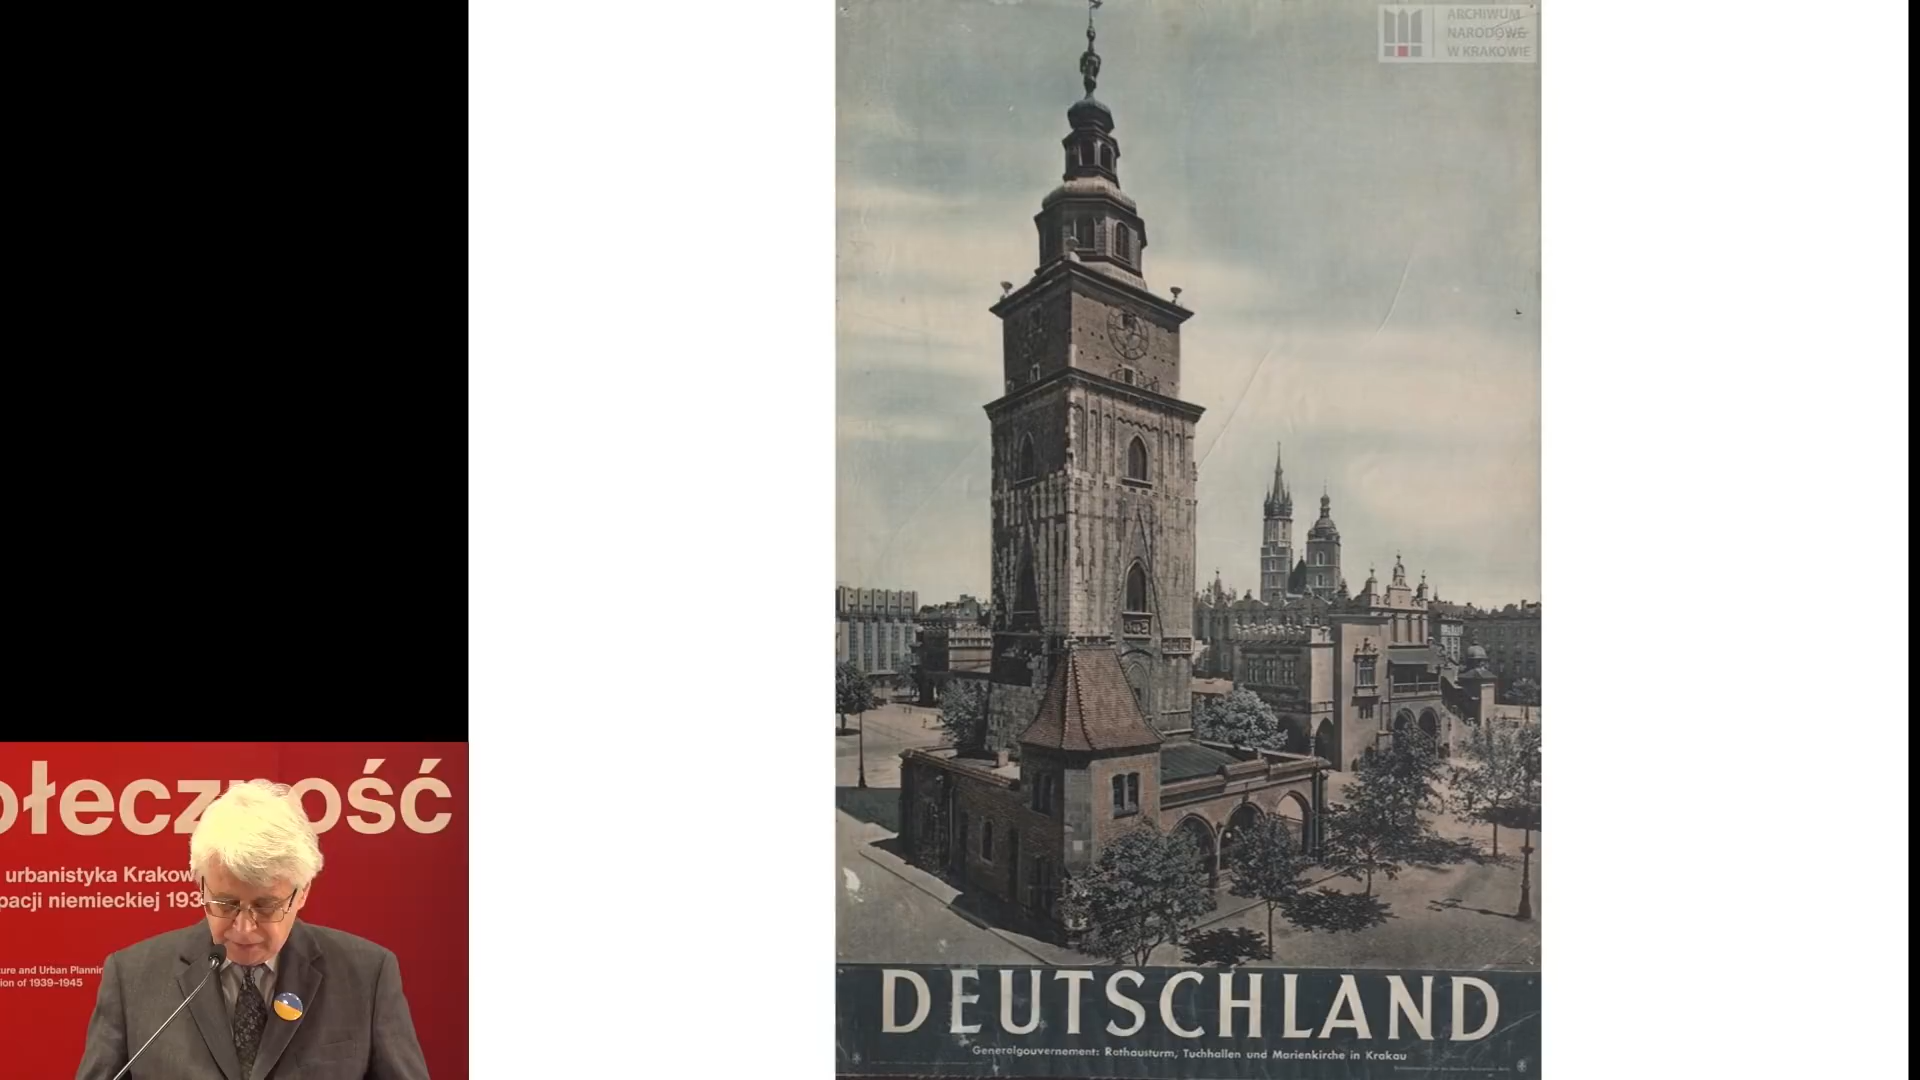 ARCHIWUM
NARODOWE
W KRAKOWIE
DEUTSCHLAND
Generalgouvernement: Rathausturm, Tuchhallen und Marienkirche in Krakau
ołeczność
urbanistyka Krakow
pacji niemieckiej 193
ure and Urban Plannin
ion of 1939–1945